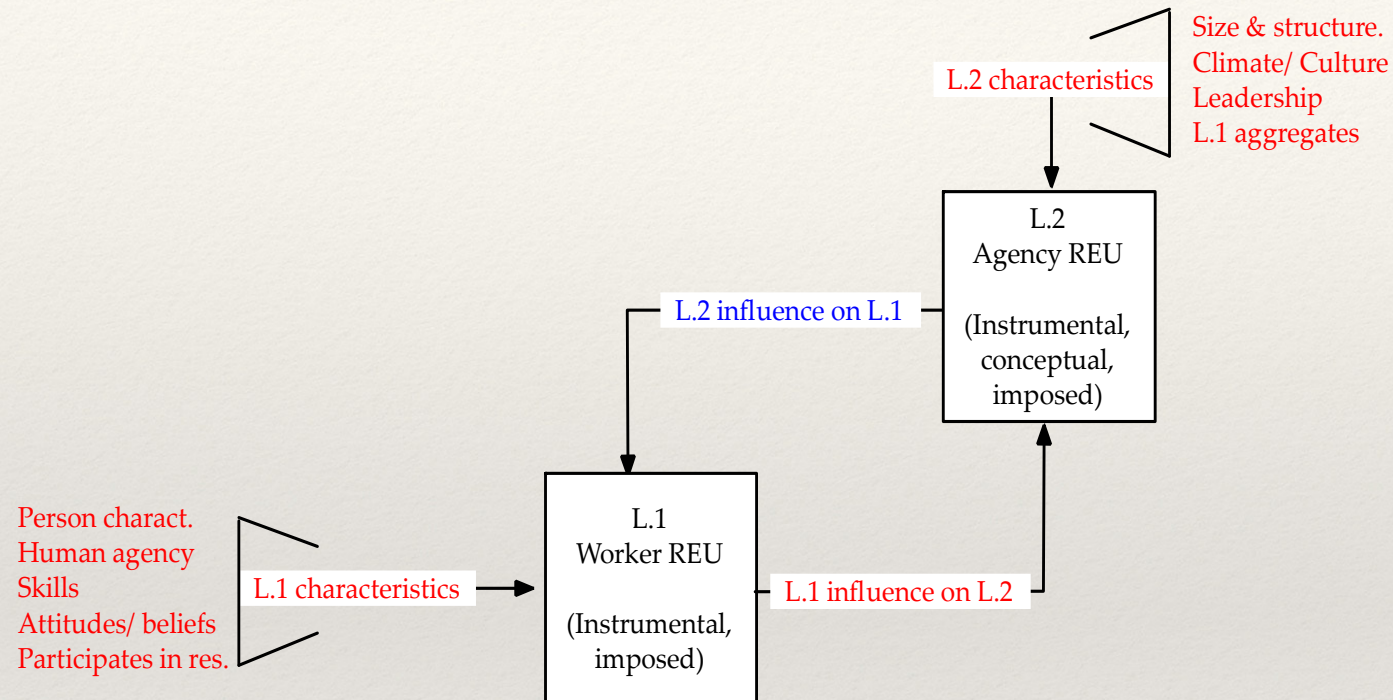 Size & structure.
Climate/ Culture
Leadership
L.1 aggregates
L.2 characteristics
L.2
Agency REU
(Instrumental,
conceptual,
imposed)
L.2 influence on L.1
L.1
Worker REU
(Instrumental,
imposed)
Person charact.
Human agency
Skills
Attitudes/ beliefs
Participates in res.
L.1 characteristics
L.1 influence on L.2